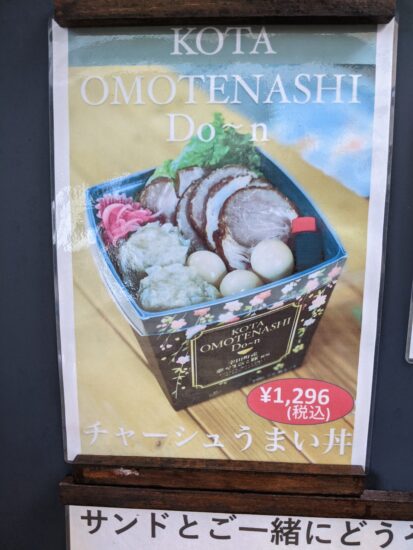 KOTA
OMOTENASHI
Do~n
KOTA
OMOTENASHI
Do~n
¥1,296
(税込)
チャーシュうまい丼
サンドとご一緒にどう